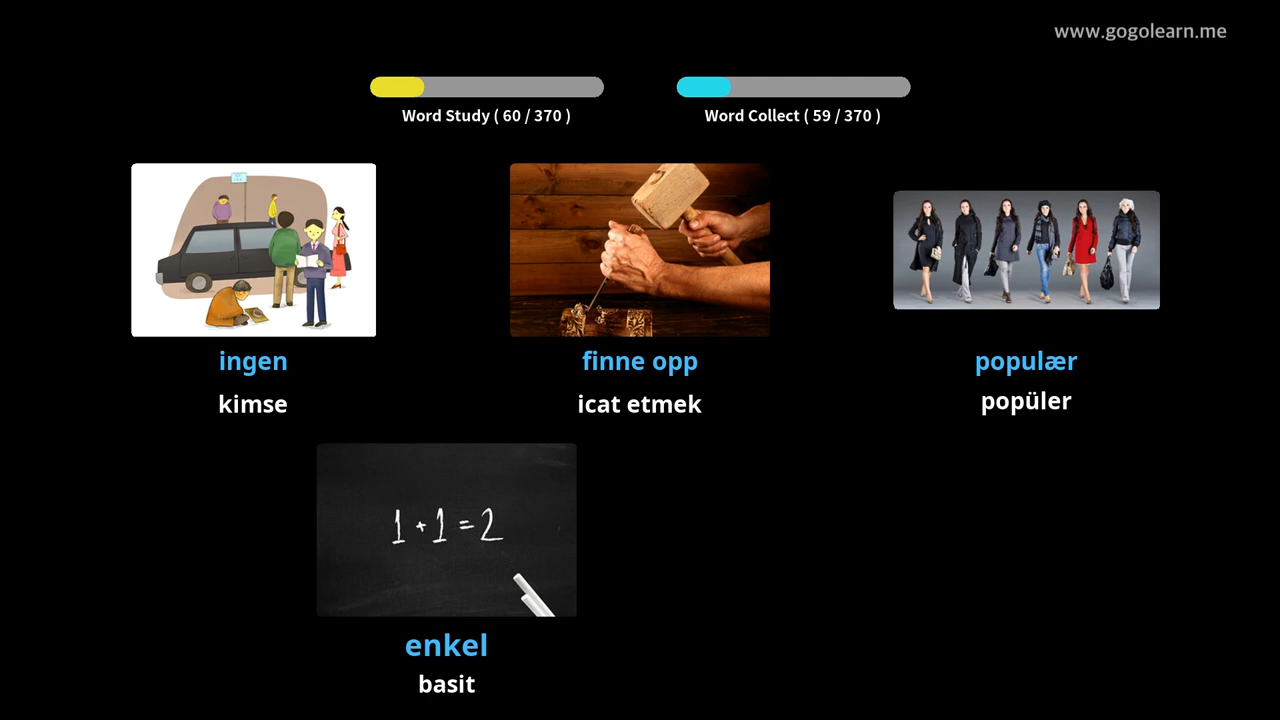 www.gogolearn.me
Word Study ( 60 / 370 )
Word Collect ( 59 / 370 )
ingen
kimse
finne opp
icat etmek
populær
popüler
1 + 1 = 2
enkel
basit